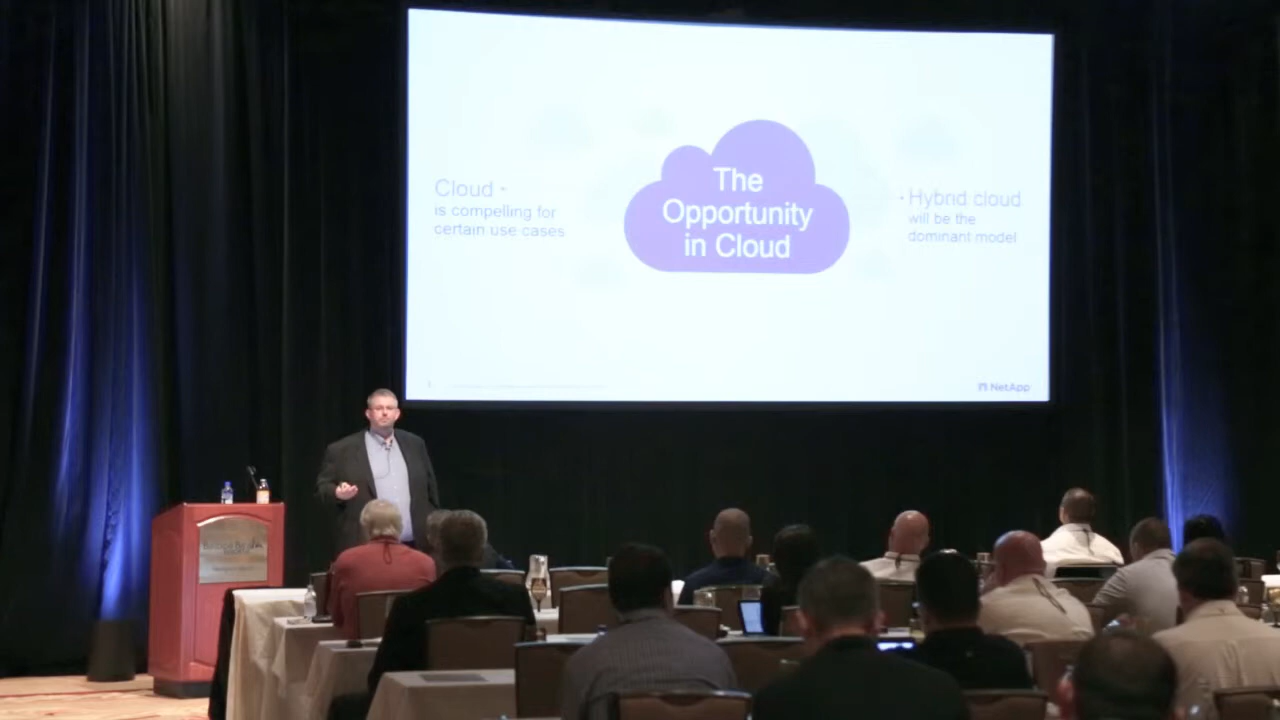 Cloud
is compelling for
certain use cases
The
Opportunity
in Cloud
Hybrid cloud
will be the
dominant model
NetApp